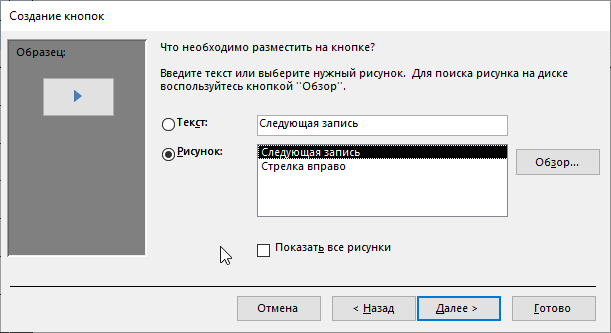 Создание кнопок
Образец:
Что необходимо разместить на кнопке?
Введите текст или выберите нужный рисунок. Для поиска рисунка на диске
воспользуйтесь кнопкой "Обзор".
Текст:
Следующая запись
Рисунок:
Следующая запись
Стрелка вправо
Обзор...
Показать все рисунки
Отмена
< Назад
Далее >
Готово